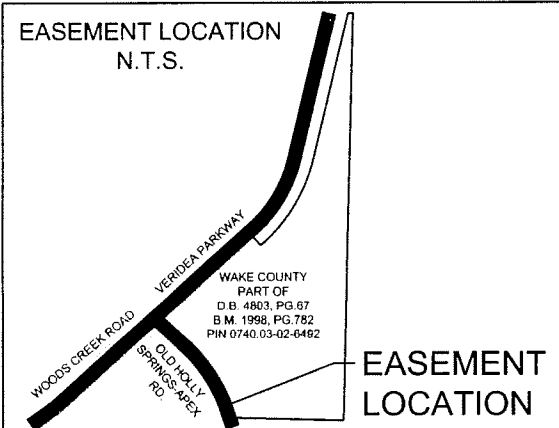 EASEMENT LOCATION
N.T.S.
VERIDEA PARKWAY
WAKE COUNTY
PART OF
D.B. 4803, PG.67
B.M. 1998, PG.782
PIN 0740.03-02-6492
WOODS CREEK ROAD
OLD HOLLY
SPRINGS-APEX
RD.
EASEMENT
LOCATION